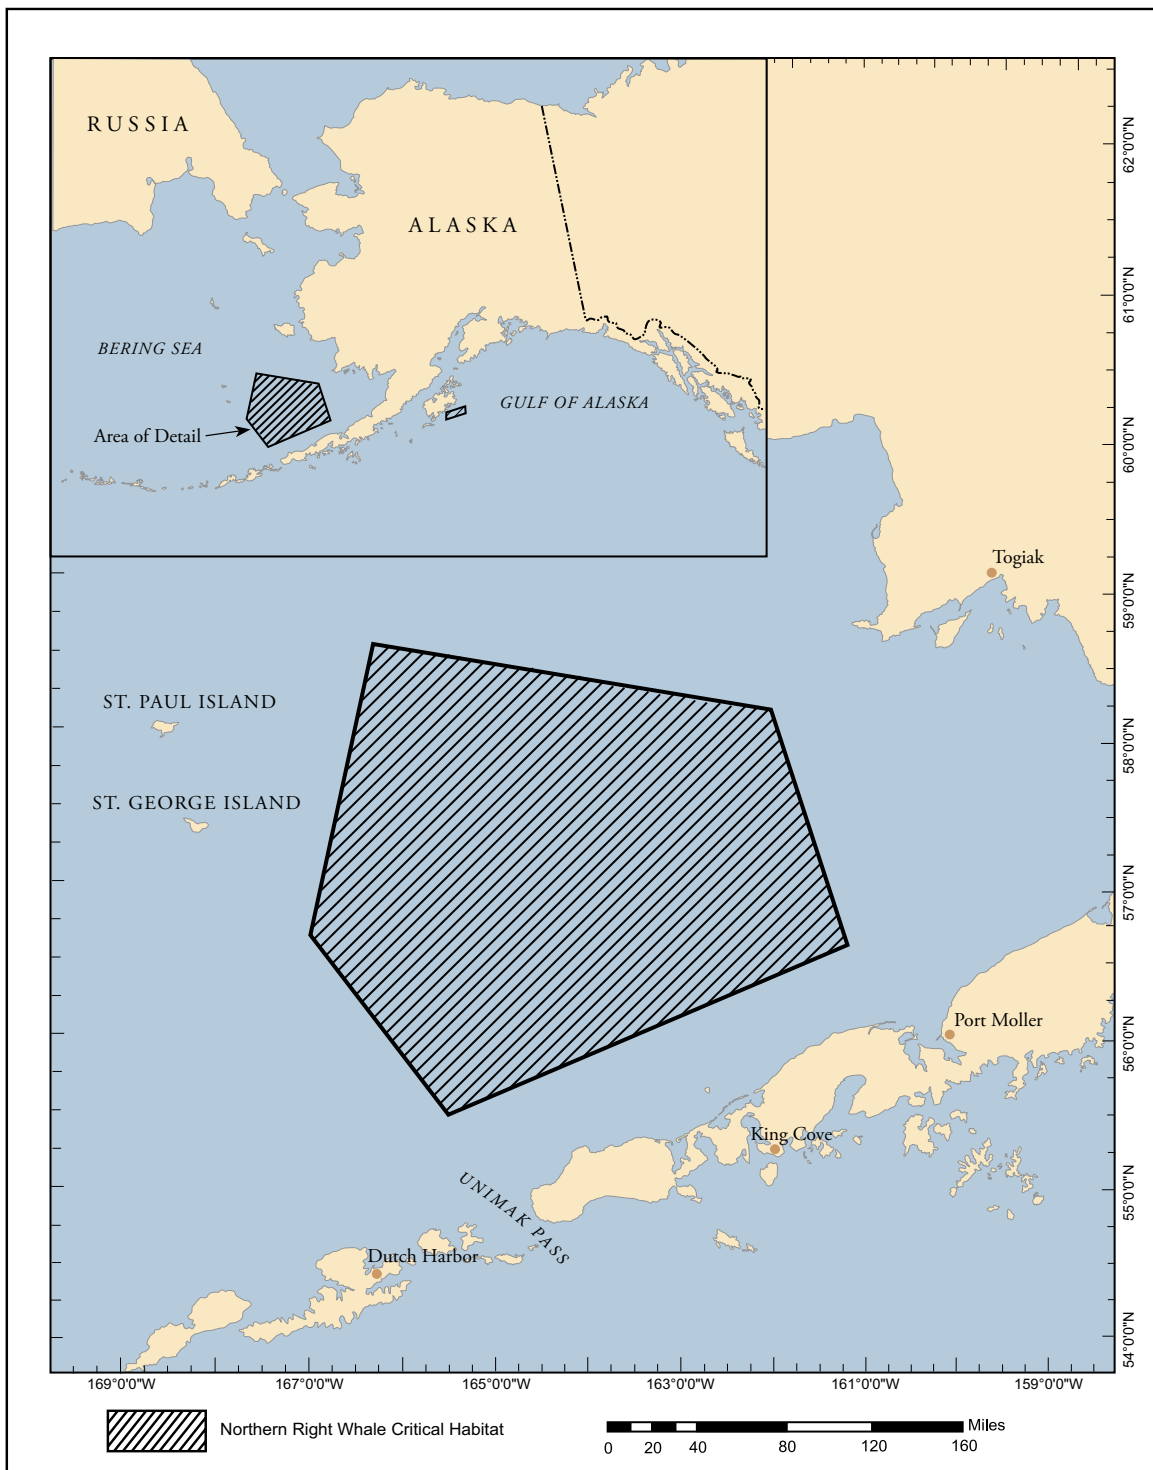 RUSSIA
ALASKA
BERING SEA
GULF OF ALASKA
Area of Detail
62°0'0"N
61°0'0"N
60°0'0"N
59°0'0"N
58°0'0"N
57°0'0"N
56°0'0"N
55°0'0"N
54°0'0"N
Togiak
ST. PAUL ISLAND
ST. GEORGE ISLAND
Port Moller
King Cove
UNIMAK PASS
Dutch Harbor
169°0'0"W 167°0'0"W 165°0'0"W 163°0'0"W 161°0'0"W 159°0'0"W
Northern Right Whale Critical Habitat
Miles
0 20 40 80 120 160